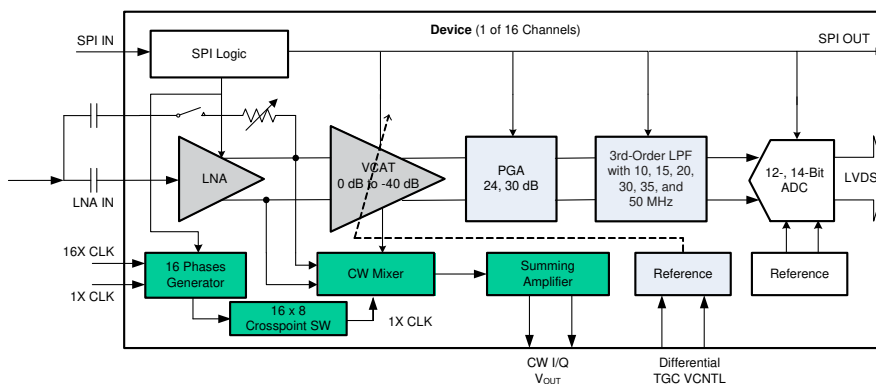 Device (1 of 16 Channels)
SPI IN
SPI Logic
SPI OUT
LNA IN
LNA
VCAT
0 dB to -40 dB
PGA
24, 30 dB
3rd-Order LPF
with 10, 15, 20,
30, 35, and
50 MHz
12-, 14-Bit
ADC
LVDS
16X CLK
1X CLK
16 Phases
Generator
CW Mixer
Summing
Amplifier
Reference
Reference
16 x 8
Crosspoint SW
1X CLK
CW I/Q
VOUT
Differential
TGC VCNTL